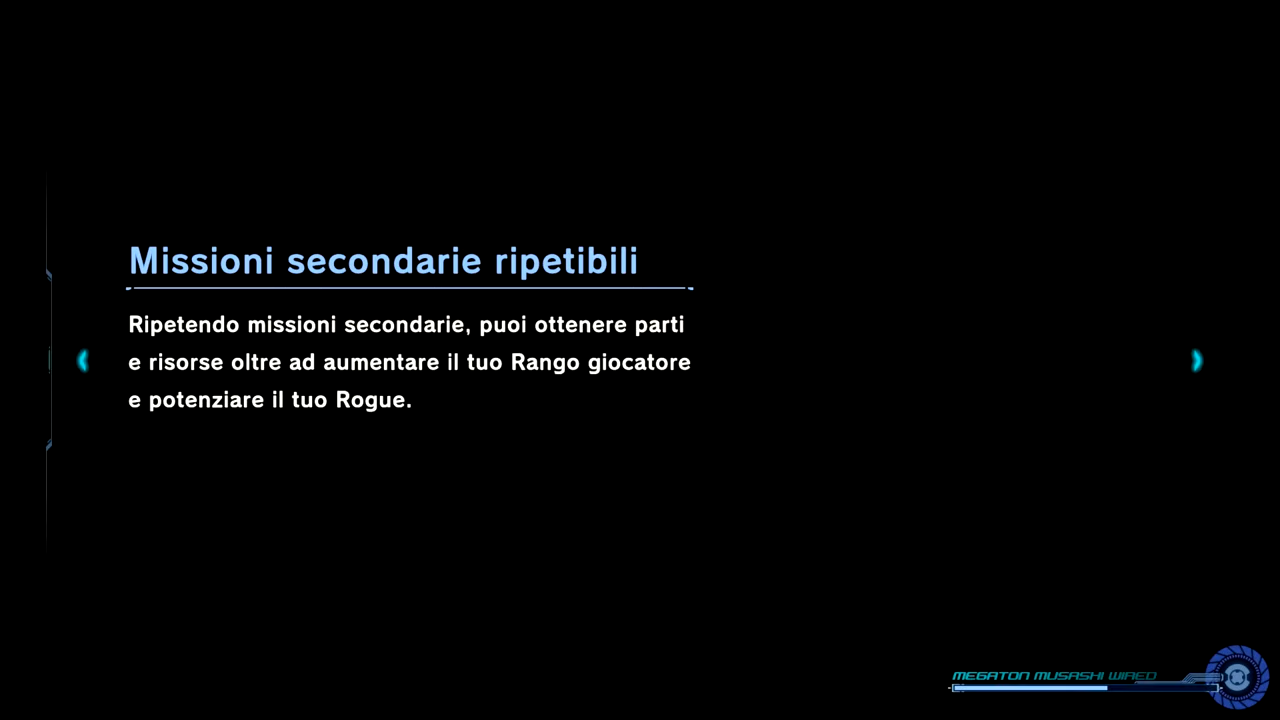 Missioni secondarie ripetibili
Ripetendo missioni secondarie, puoi ottenere parti
e risorse oltre ad aumentare il tuo Rango giocatore
e potenziare il tuo Rogue.
MEGATON MUSASHI WIRED